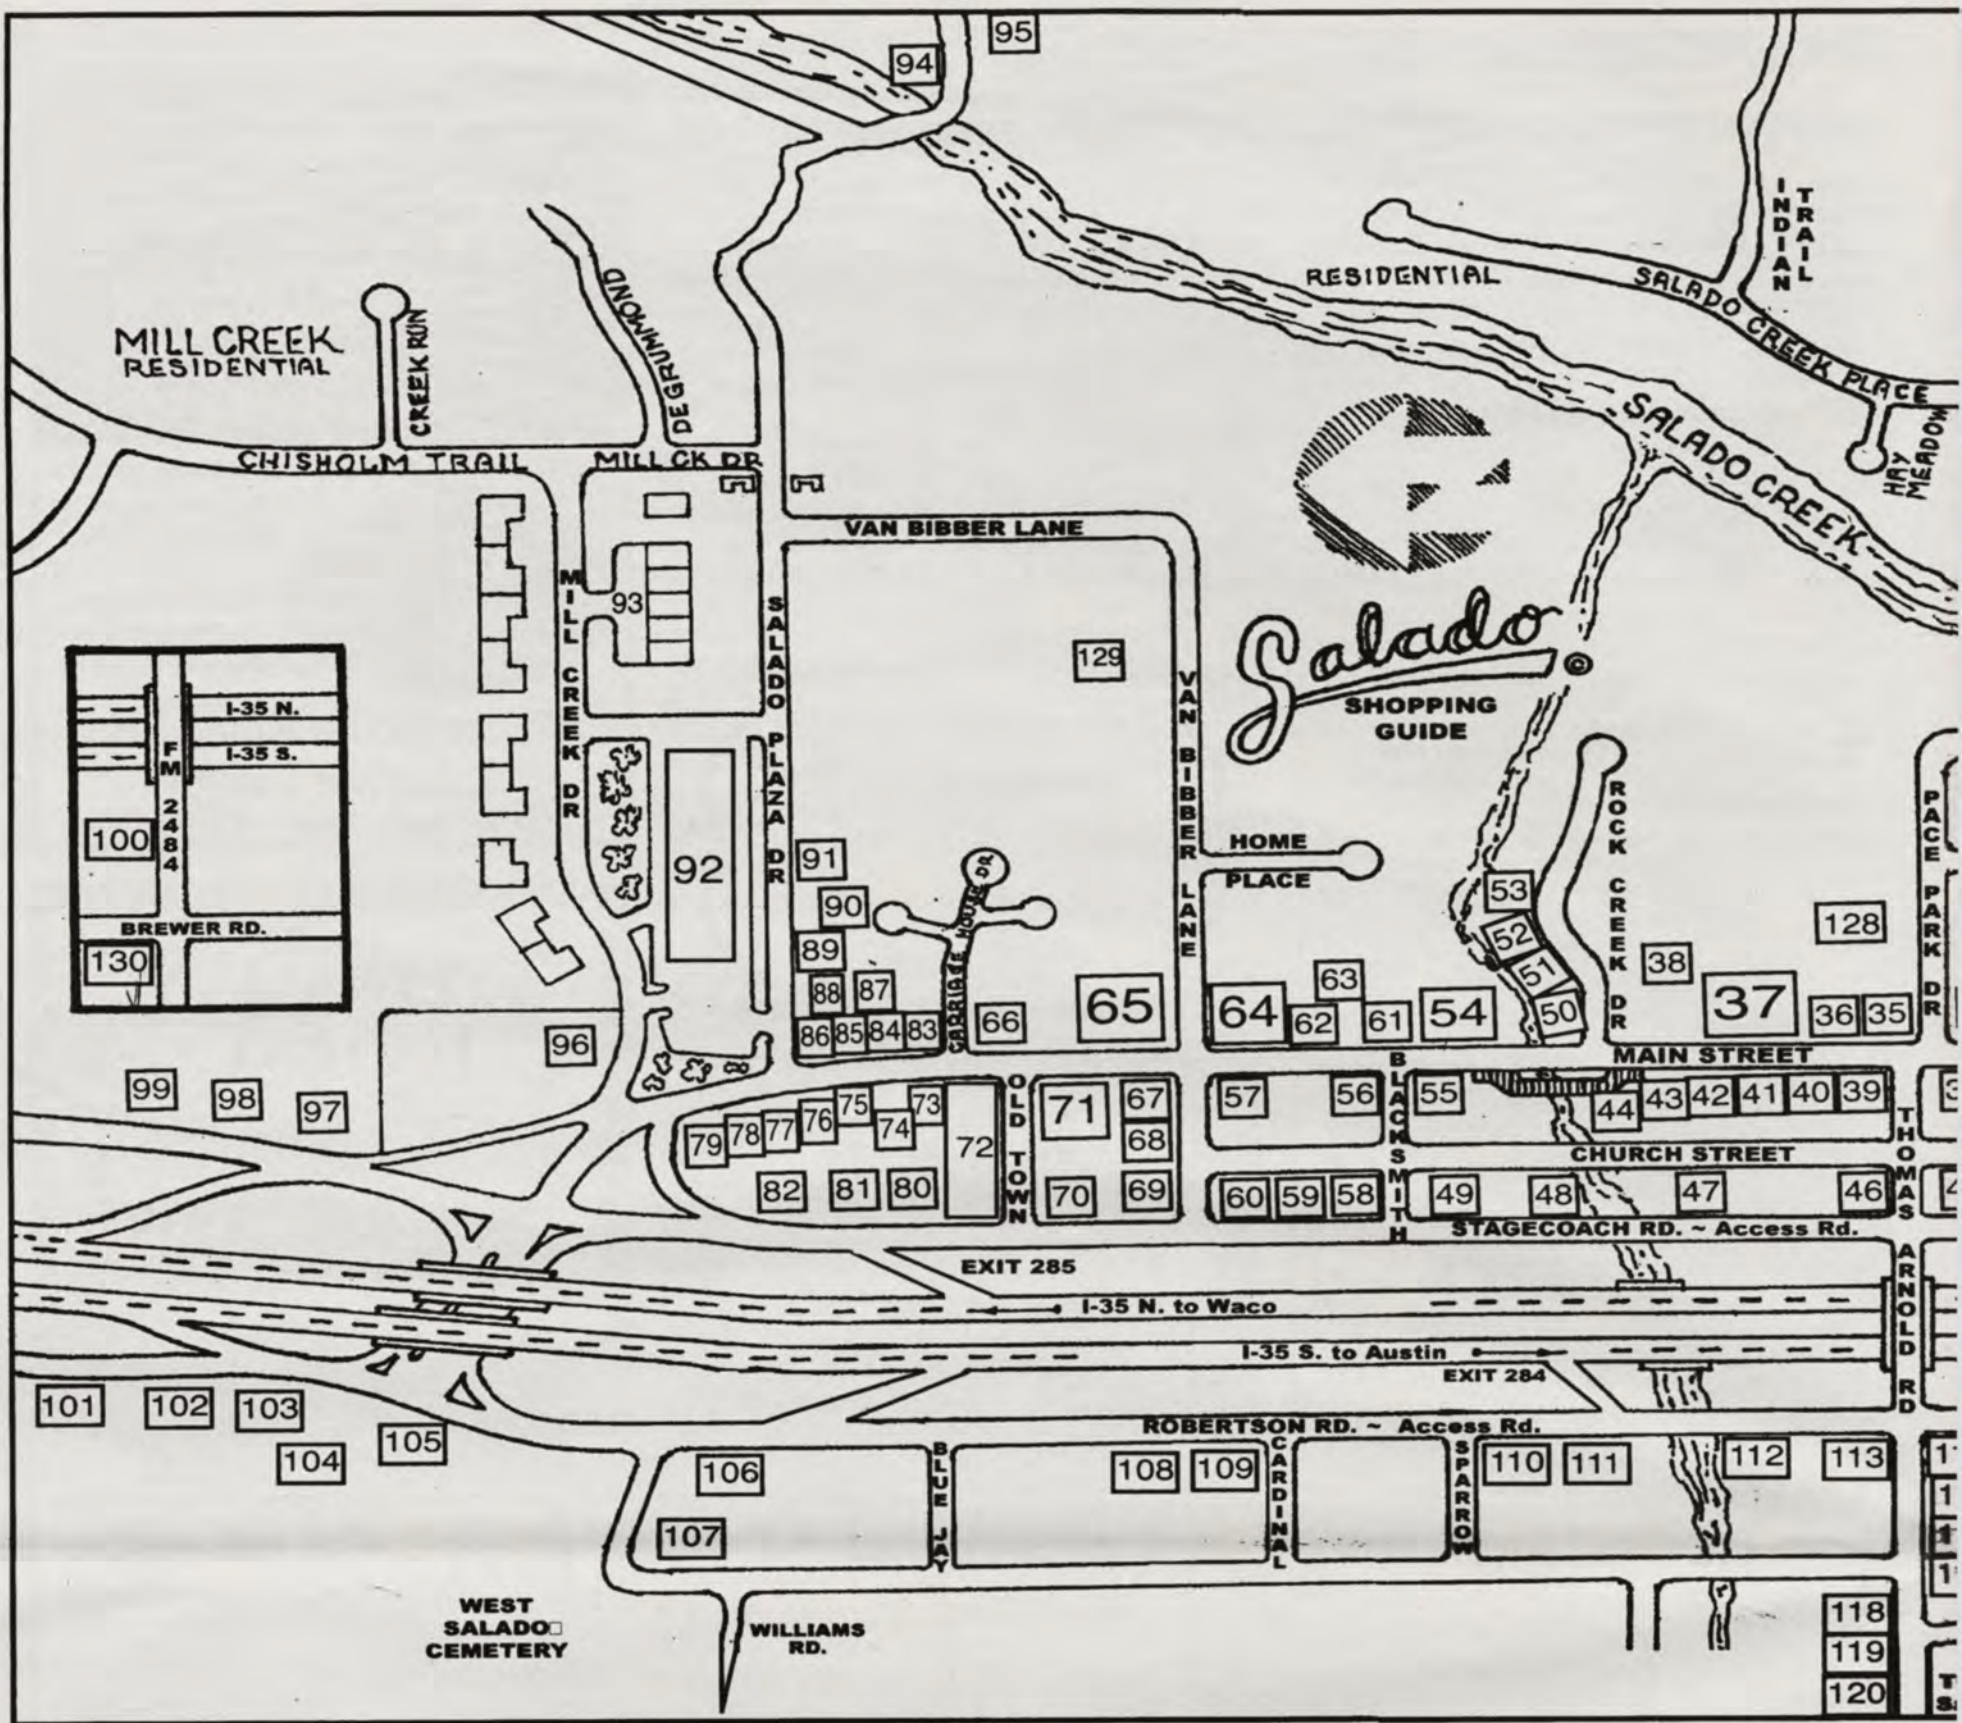 95
94
INDIAN
TRAIL
RESIDENTIAL
SALADO CREEK PLACE
HAY
MEADOW
SALADO CREEK
MILL CREEK
RESIDENTIAL
CREEK RUN
DEGRUMMOND
CHISHOLM TRAIL
MILL CK DR
VAN BIBBER LANE
MILL CREEK DR
93
SALADO PLAZA DR
129
VAN BIBBER LANE
Salado ©
SHOPPING
GUIDE
I-35 N.
I-35 S.
FM 2484
100
BREWER RD.
130
92
91
90
89
88
87
86
85
84
83
CARRIAGE HOUSE DR
66
65
HOME
PLACE
64
63
62
61
54
53
52
51
50
ROCK CREEK DR
38
37
128
36
35
PACE PARK DR
MAIN STREET
96
99
98
97
79
78
77
76
75
74
73
72
82
81
80
OLD TOWN
71
67
68
70
69
57
56
BLACKSMITH
55
44
43
42
41
40
39
CHURCH STREET
60
59
58
49
48
47
46
THOMAS ARNOLD RD
STAGECOACH RD. ~ Access Rd.
EXIT 285
I-35 N. to Waco
I-35 S. to Austin
EXIT 284
ROBERTSON RD. ~ Access Rd.
101
102
103
104
105
106
107
BLUE JAY
108
109
CARDINAL
SPARROW
110
111
112
113
118
119
120
WEST
SALADO□
CEMETERY
WILLIAMS
RD.